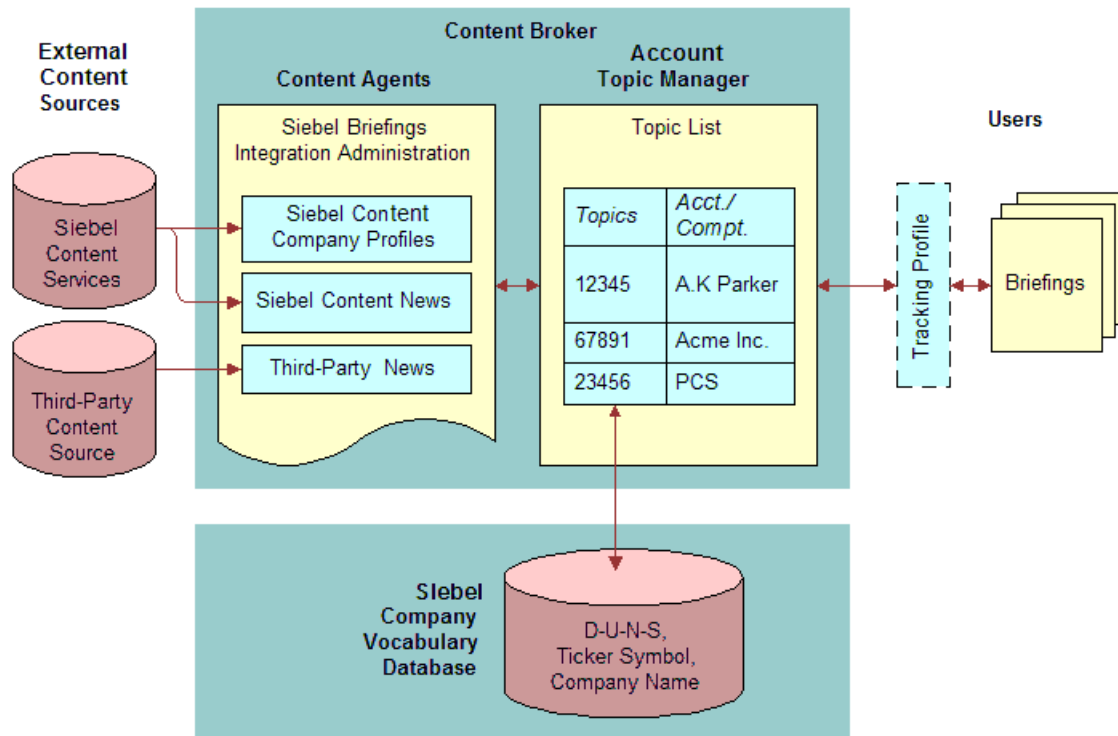 Content Broker
External
Content
Sources
Content Agents
Account
Topic Manager
Users
Siebel Briefings
Integration Administration
Topic List
Siebel
Content
Services
Siebel Content
Company Profiles
Siebel Content News
Third-Party News
Third-Party
Content
Source
Topics
Acct./
Compt.
12345
A.K Parker
67891
Acme Inc.
23456
PCS
Tracking Profile
Briefings
SIebel
Company
Vocabulary
Database
D-U-N-S,
Ticker Symbol,
Company Name